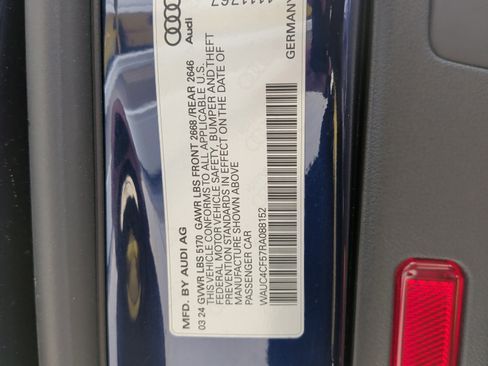 Audi
GERMANY
MFD. BY AUDI AG
03 24 GVWR LBS 5170 GAWR LBS FRONT 2668 /REAR 2646
THIS VEHICLE CONFORMS TO ALL APPLICABLE U.S.
FEDERAL MOTOR VEHICLE SAFETY, BUMPER AND THEFT
PREVENTION STANDARDS IN EFFECT ON THE DATE OF
MANUFACTURE SHOWN ABOVE
PASSENGER CAR
WAUC4CF57RA088152